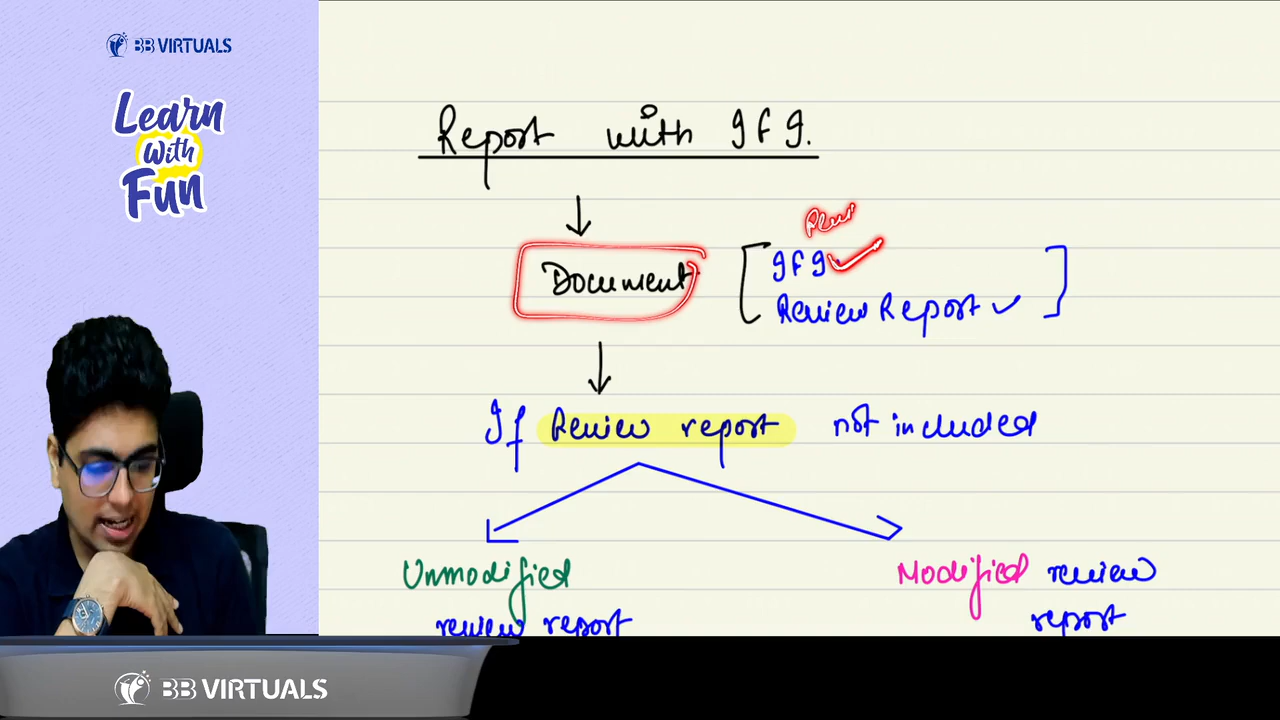 BB VIRTUALS
Learn
With
Fun
Report with IFI.
Document
IFI
Review Report
If Review report not included
Unmodified
review report
Modified review
report
BB VIRTUALS